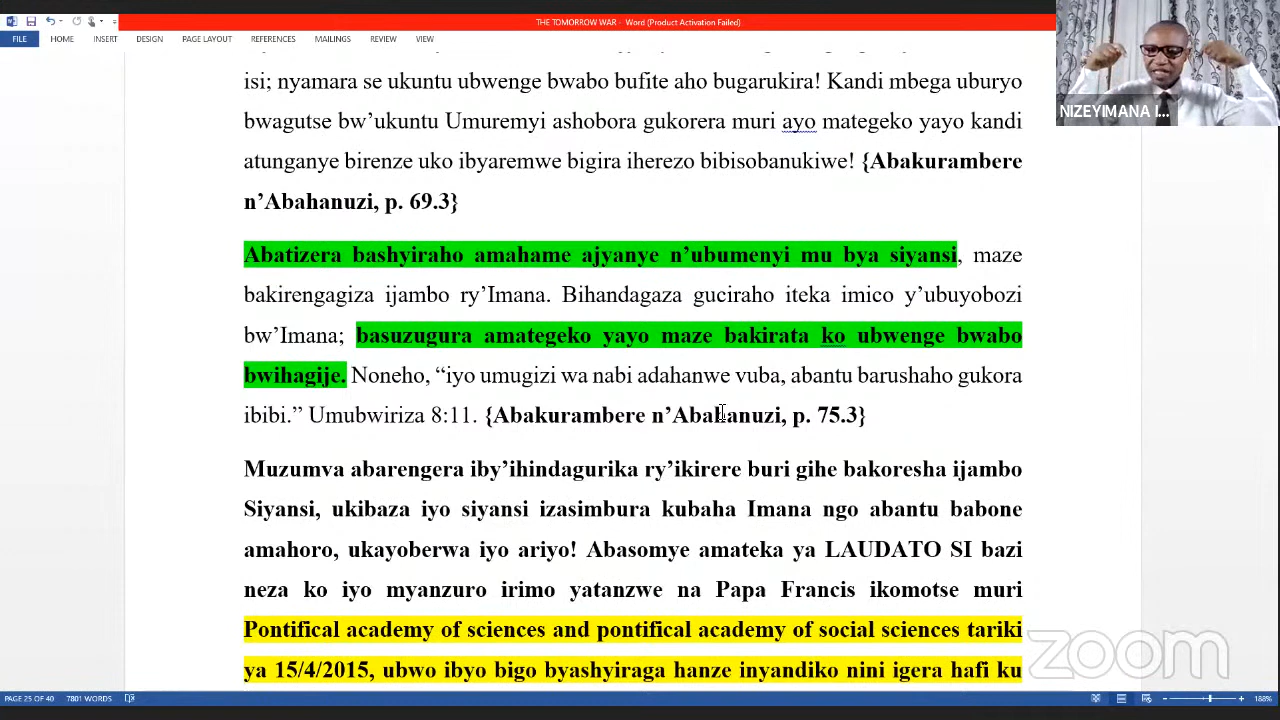 THE TOMORROW WAR - Word (Product Activation Failed)
FILE HOME INSERT DESIGN PAGE LAYOUT REFERENCES MAILINGS REVIEW VIEW
NIZEYIMANA I...
isi; nyamara se ukuntu ubwenge bwabo bufite aho bugarukira! Kandi mbega uburyo
bwagutse bw’ukuntu Umuremyi ashobora gukorera muri ayo mategeko yayo kandi
atunganye birenze uko ibyaremwe bigira iherezo bibisobanukiwe! {Abakurambere
n’Abahanuzi, p. 69.3}
Abatizera bashyiraho amahame ajyanye n’ubumenyi mu bya siyansi, maze
bakirengagiza ijambo ry’Imana. Bihandagaza guciraho iteka imico y’ubuyobozi
bw’Imana; basuzugura amategeko yayo maze bakirata ko ubwenge bwabo
bwihagije. Noneho, “iyo umugizi wa nabi adahanwe vuba, abantu barushaho gukora
ibibi.” Umubwiriza 8:11. {Abakurambere n’Abahanuzi, p. 75.3}
Muzumva abarengera iby’ihindagurika ry’ikirere buri gihe bakoresha ijambo
Siyansi, ukibaza iyo siyansi izasimbura kubaha Imana ngo abantu babone
amahoro, ukayoberwa iyo ariyo! Abasomye amateka ya LAUDATO SI bazi
neza ko iyo myanzuro irimo yatanzwe na Papa Francis ikomotse muri
Pontifical academy of sciences and pontifical academy of social sciences tariki
ya 15/4/2015, ubwo ibyo bigo byashyiraga hanze inyandiko nini igera hafi ku
zoom
PAGE 25 OF 40 7801 WORDS 188%